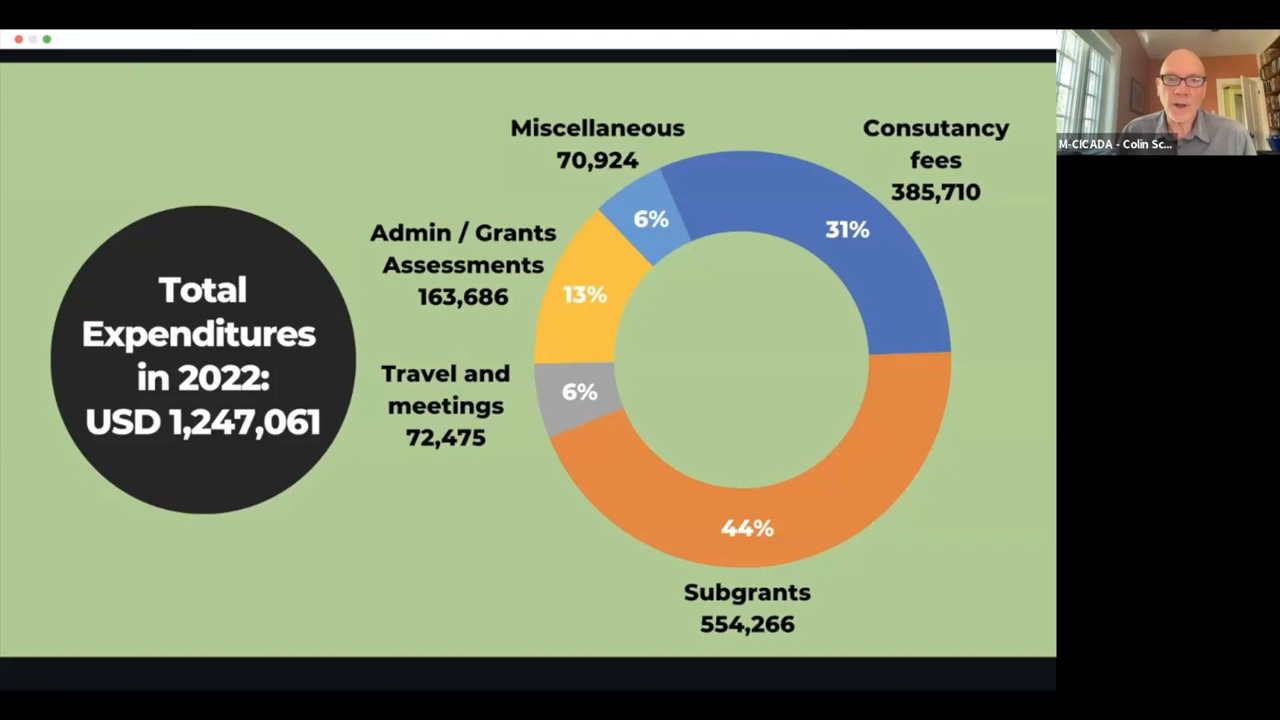 Total
Expenditures
in 2022:
USD 1,247,061
Miscellaneous
70,924
Consutancy
fees
385,710
Admin / Grants
Assessments
163,686
Travel and
meetings
72,475
Subgrants
554,266
6%
31%
13%
6%
44%
M-CICADA - Colin Sc...